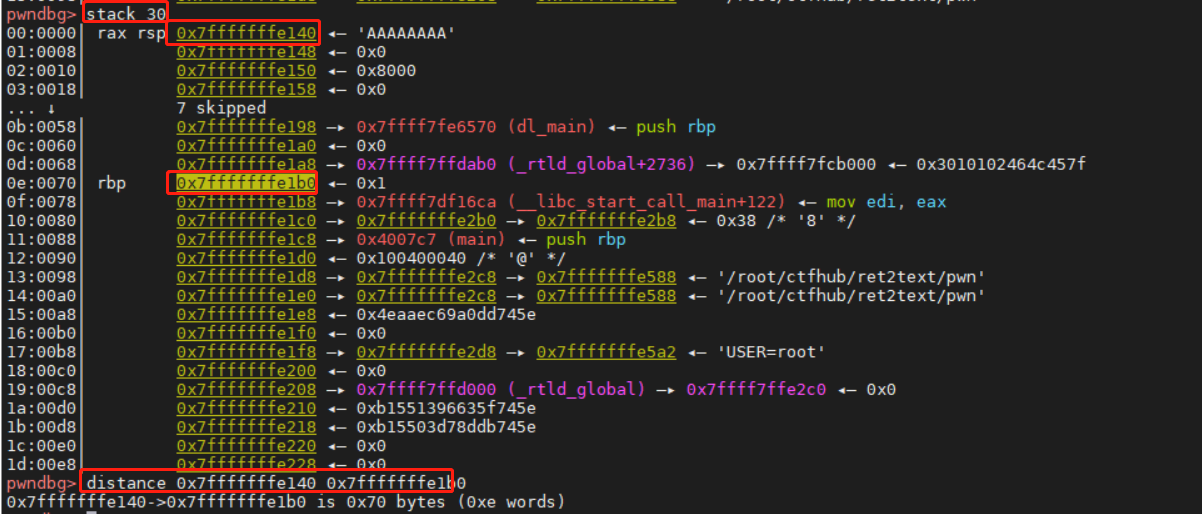 pwndbg> stack 30
00:0000│ rax rsp 0x7fffffffe140 ◂— 'AAAAAAAA'
01:0008│ 0x7fffffffe148 ◂— 0x0
02:0010│ 0x7fffffffe150 ◂— 0x8000
03:0018│ 0x7fffffffe158 ◂— 0x0
... ↓ 7 skipped
0b:0058│ 0x7fffffffe198 —▸ 0x7ffff7fe6570 (dl_main) ◂— push rbp
0c:0060│ 0x7fffffffe1a0 ◂— 0x0
0d:0068│ 0x7fffffffe1a8 —▸ 0x7ffff7ffdab0 (_rtld_global+2736) —▸ 0x7ffff7fcb000 ◂— 0x3010102464c457f
0e:0070│ rbp 0x7fffffffe1b0 ◂— 0x1
0f:0078│ 0x7fffffffe1b8 —▸ 0x7ffff7df16ca (__libc_start_call_main+122) ◂— mov edi, eax
10:0080│ 0x7fffffffe1c0 —▸ 0x7fffffffe2b0 —▸ 0x7fffffffe2b8 ◂— 0x38 /* '8' */
11:0088│ 0x7fffffffe1c8 —▸ 0x4007c7 (main) ◂— push rbp
12:0090│ 0x7fffffffe1d0 ◂— 0x100400040 /* '@' */
13:0098│ 0x7fffffffe1d8 —▸ 0x7fffffffe2c8 —▸ 0x7fffffffe588 ◂— '/root/ctfhub/ret2text/pwn'
14:00a0│ 0x7fffffffe1e0 —▸ 0x7fffffffe2c8 —▸ 0x7fffffffe588 ◂— '/root/ctfhub/ret2text/pwn'
15:00a8│ 0x7fffffffe1e8 ◂— 0x4eaaec69a0dd745e
16:00b0│ 0x7fffffffe1f0 ◂— 0x0
17:00b8│ 0x7fffffffe1f8 —▸ 0x7fffffffe2d8 —▸ 0x7fffffffe5a2 ◂— 'USER=root'
18:00c0│ 0x7fffffffe200 ◂— 0x0
19:00c8│ 0x7fffffffe208 —▸ 0x7ffff7ffd000 (_rtld_global) —▸ 0x7ffff7ffe2c0 ◂— 0x0
1a:00d0│ 0x7fffffffe210 ◂— 0xb1551396635f745e
1b:00d8│ 0x7fffffffe218 ◂— 0xb15503d78ddb745e
1c:00e0│ 0x7fffffffe220 ◂— 0x0
1d:00e8│ 0x7fffffffe228 ◂— 0x0
pwndbg> distance 0x7fffffffe140 0x7fffffffe1b0
0x7fffffffe140->0x7fffffffe1b0 is 0x70 bytes (0xe words)